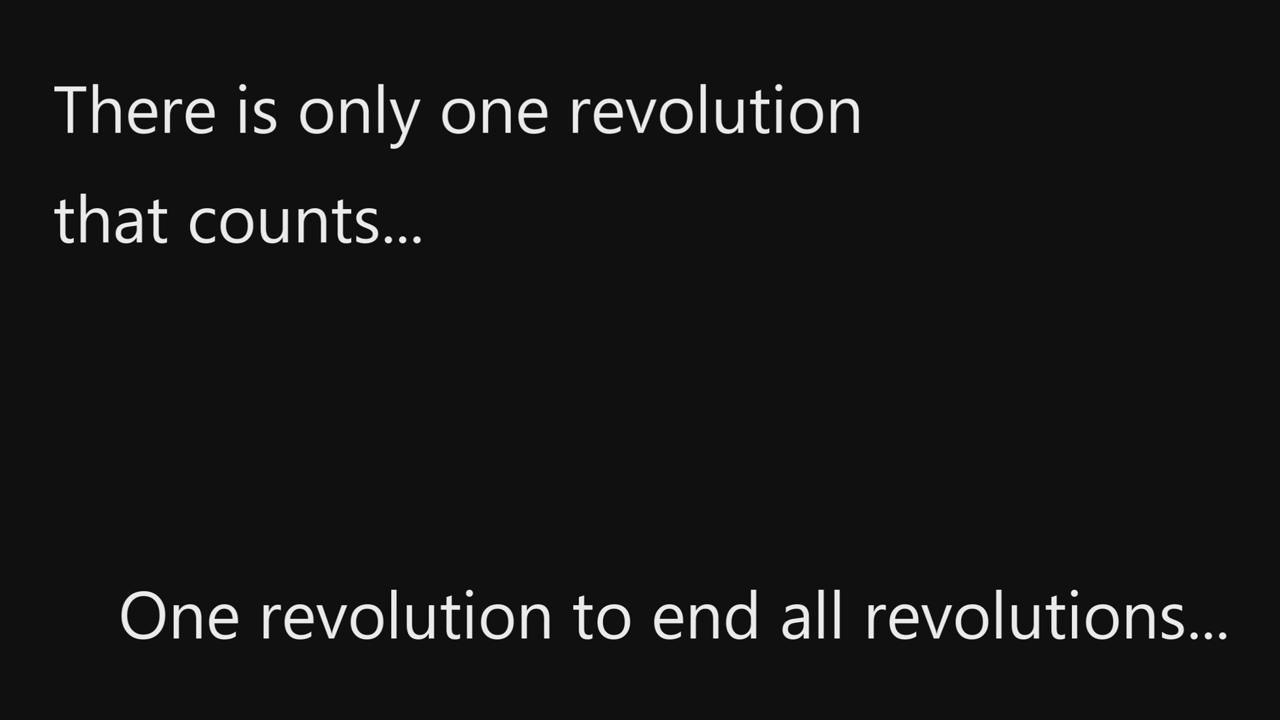 There is only one revolution
that counts...
One revolution to end all revolutions...